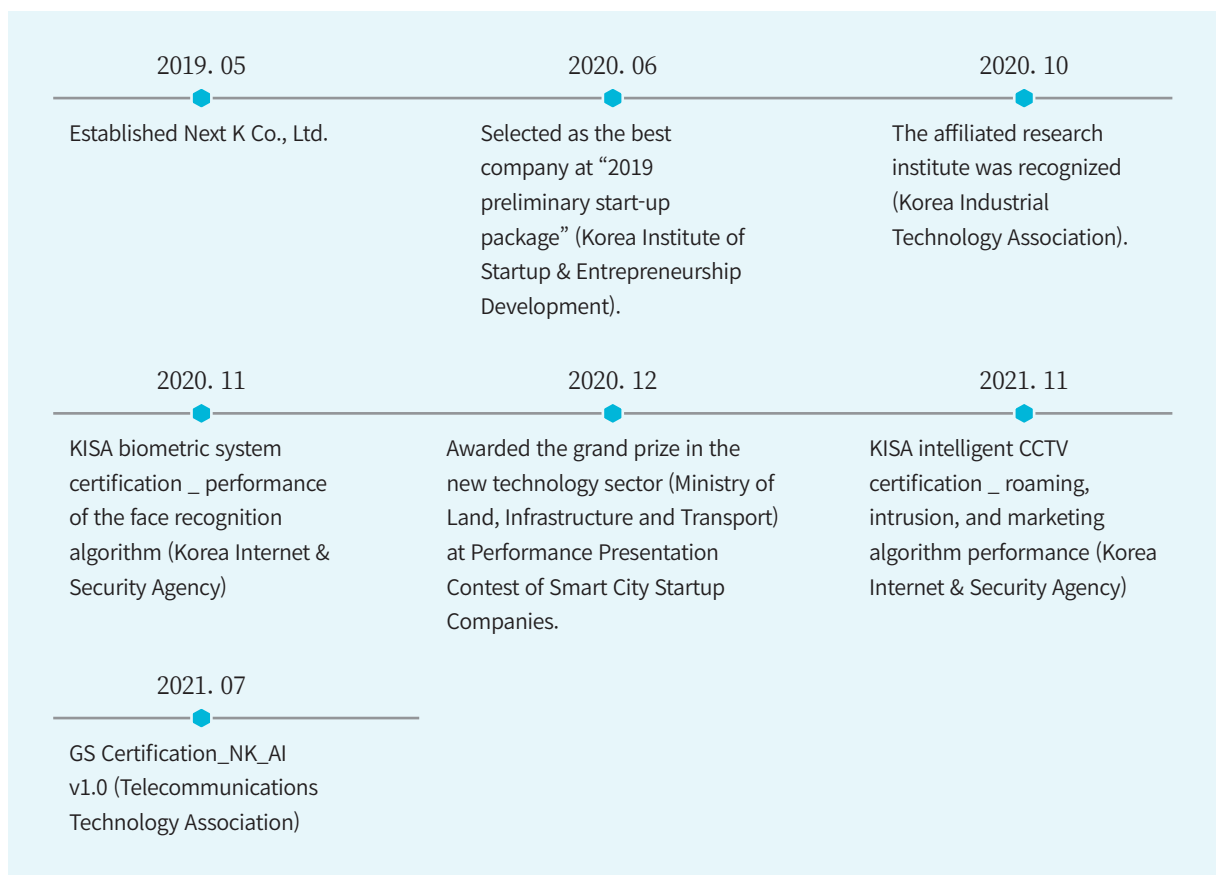 2019. 05
Established Next K Co., Ltd.
2020. 06
Selected as the best
company at “2019
preliminary start-up
package” (Korea Institute of
Startup & Entrepreneurship
Development).
2020. 10
The affiliated research
institute was recognized
(Korea Industrial
Technology Association).
2020. 11
KISA biometric system
certification _ performance
of the face recognition
algorithm (Korea Internet &
Security Agency)
2020. 12
Awarded the grand prize in the
new technology sector (Ministry of
Land, Infrastructure and Transport)
at Performance Presentation
Contest of Smart City Startup
Companies.
2021. 11
KISA intelligent CCTV
certification _ roaming,
intrusion, and marketing
algorithm performance (Korea
Internet & Security Agency)
2021. 07
GS Certification_NK_AI
v1.0 (Telecommunications
Technology Association)